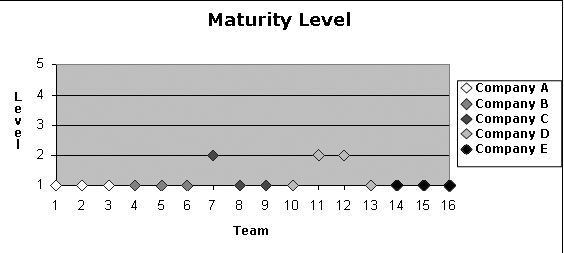 Maturity Level
5
4
3
2
1
Level
1 2 3 4 5 6 7 8 9 10 11 12 13 14 15 16
Team
Company A
Company B
Company C
Company D
Company E